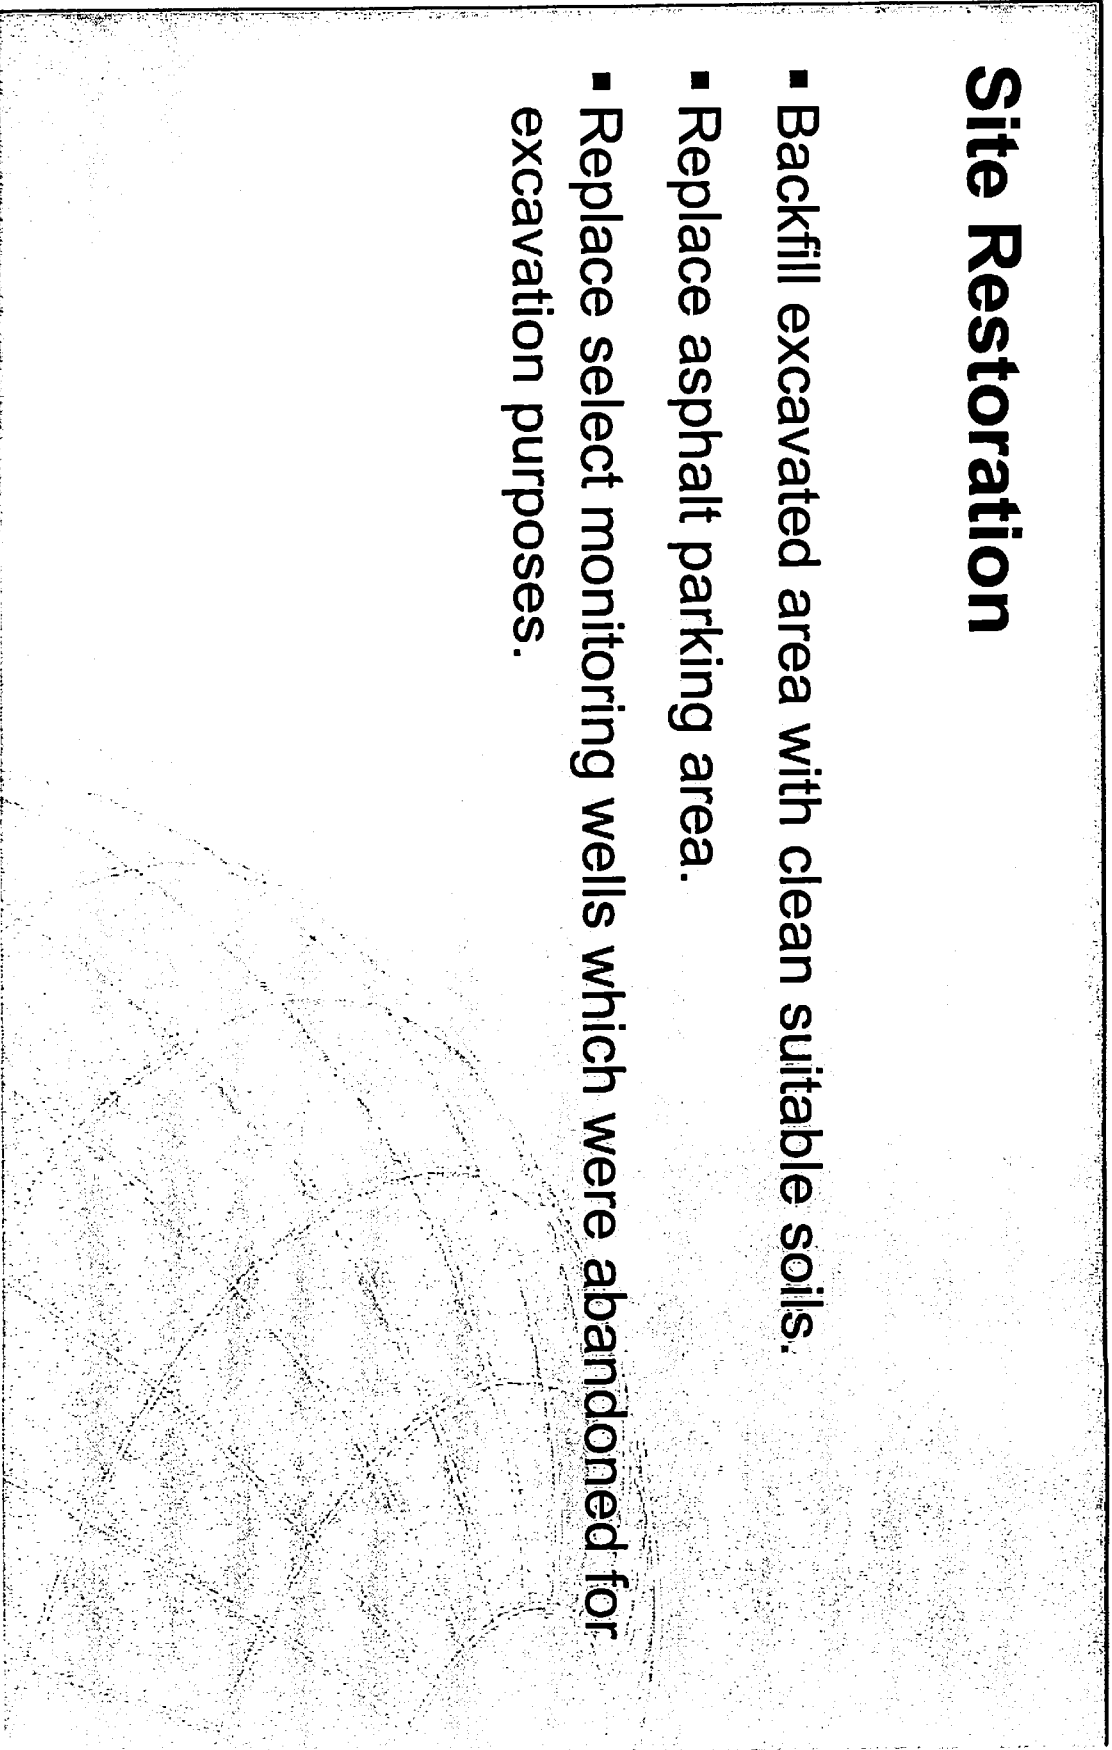 Site Restoration
▪ Backfill excavated area with clean suitable soils.
▪ Replace asphalt parking area.
▪ Replace select monitoring wells which were abandoned for
excavation purposes.